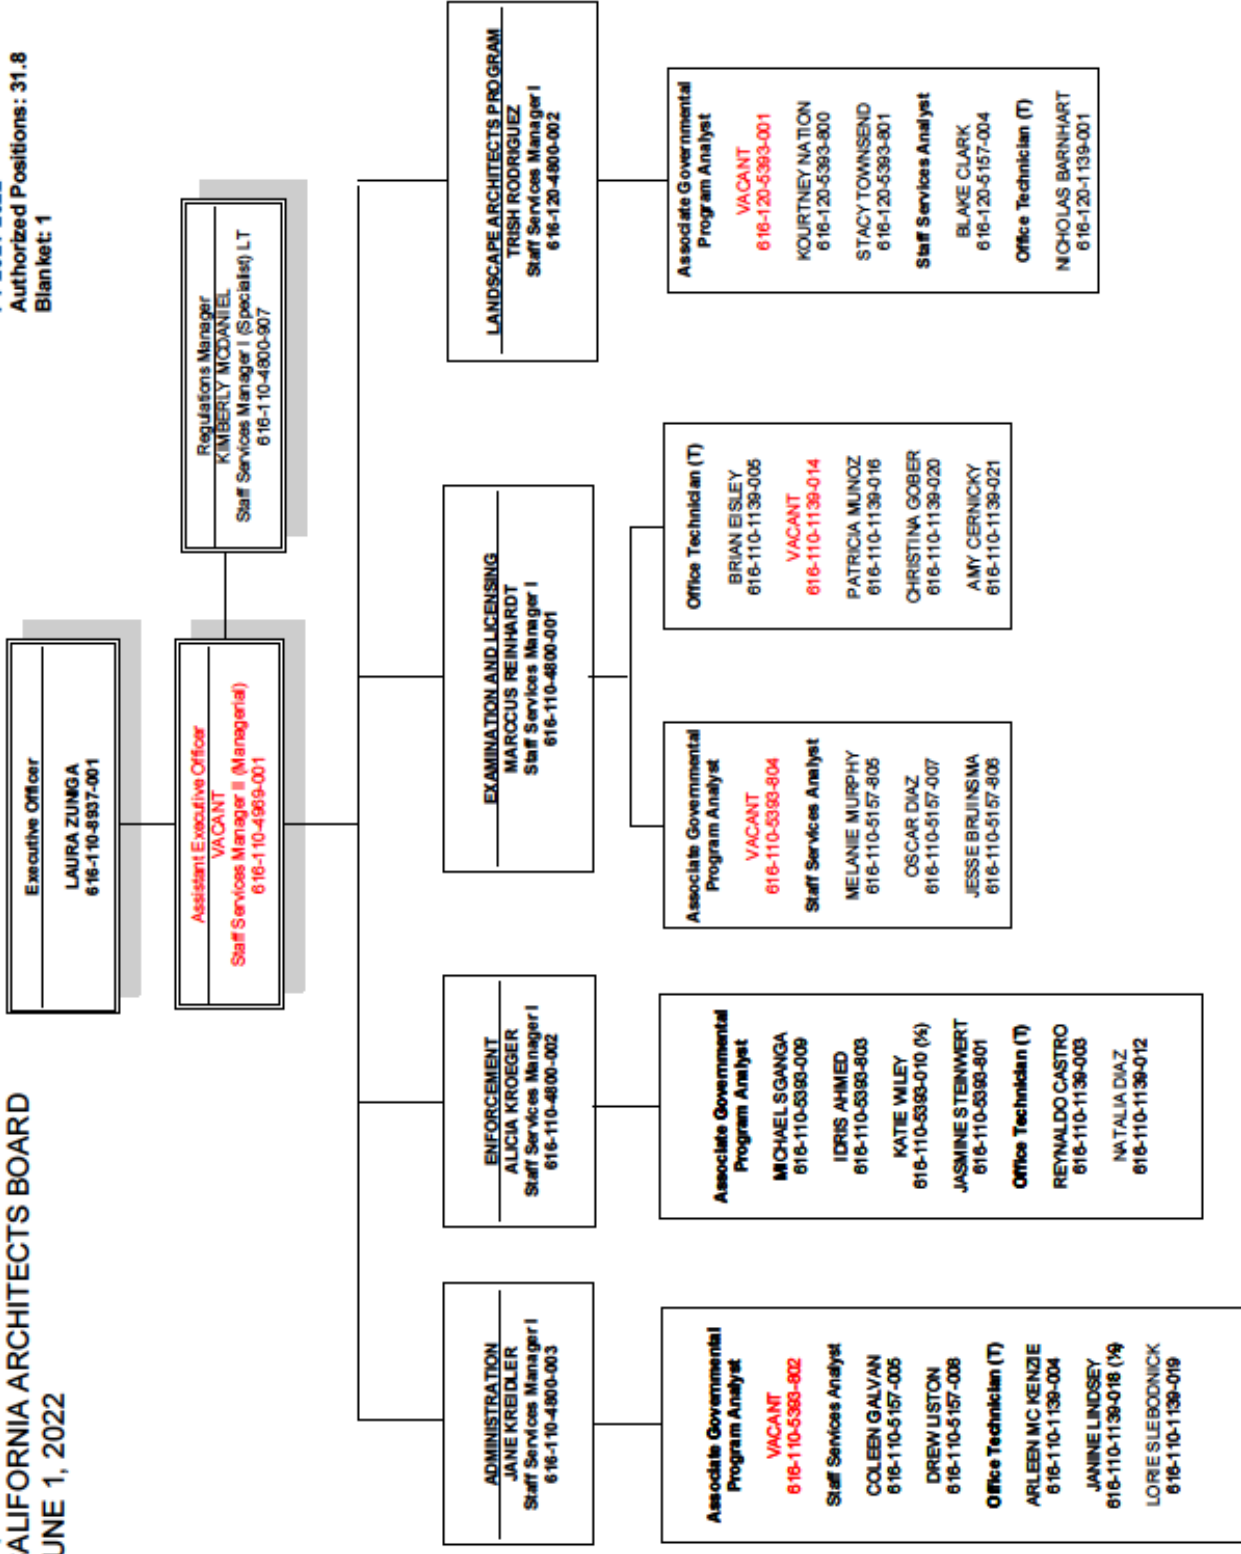 ALIFORNIA ARCHITECTS BOARD
UNE 1, 2022
Authorized Positions: 31.8
Blanket: 1
Executive Officer
LAURA ZUNIGA
616-110-8937-001
Assistant Executive Officer
VACANT
Staff Services Manager II (Managerial)
616-110-4969-001
Regulations Manager
KIMBERLY MCDANIEL
Staff Services Manager I (Specialist) LT
616-110-4800-907
ADMINISTRATION
JANE KREIDLER
Staff Services Manager I
616-110-4800-003
ENFORCEMENT
ALICIA KROEGER
Staff Services Manager I
616-110-4800-002
EXAMINATION AND LICENSING
MARCCUS REINHARDT
Staff Services Manager I
616-110-4800-001
LANDSCAPE ARCHITECTS PROGRAM
TRISH RODRIGUEZ
Staff Services Manager I
616-120-4800-002
Associate Governmental
Program Analyst
VACANT
616-110-5393-802
Staff Services Analyst
COLEEN GALVAN
616-110-5157-005
DREW LISTON
616-110-5157-008
Office Technician (T)
ARLEEN MC KENZIE
616-110-1139-004
JANINE LINDSEY
616-110-1139-018 (½)
LORIE SLEBODNICK
616-110-1139-019
Associate Governmental
Program Analyst
MICHAEL SGANGA
616-110-5393-009
IDRIS AHMED
616-110-5393-803
KATIE WILEY
616-110-5393-010 (½)
JASMINE STEINWERT
616-110-5393-801
Office Technician (T)
REYNALDO CASTRO
616-110-1139-003
NATALIA DIAZ
616-110-1139-012
Associate Governmental
Program Analyst
VACANT
616-110-5393-804
Staff Services Analyst
MELANIE MURPHY
616-110-5157-805
OSCAR DIAZ
616-110-5157-007
JESSE BRUINSMA
616-110-5157-806
Office Technician (T)
BRIAN EISLEY
616-110-1139-005
VACANT
616-110-1139-014
PATRICIA MUNOZ
616-110-1139-016
CHRISTINA GOBER
616-110-1139-020
AMY CERNICKY
616-110-1139-021
Associate Governmental
Program Analyst
VACANT
616-120-5393-001
KOURTNEY NATION
616-120-5393-800
STACY TOWNSEND
616-120-5393-801
Staff Services Analyst
BLAKE CLARK
616-120-5157-004
Office Technician (T)
NICHOLAS BARNHART
616-120-1139-001